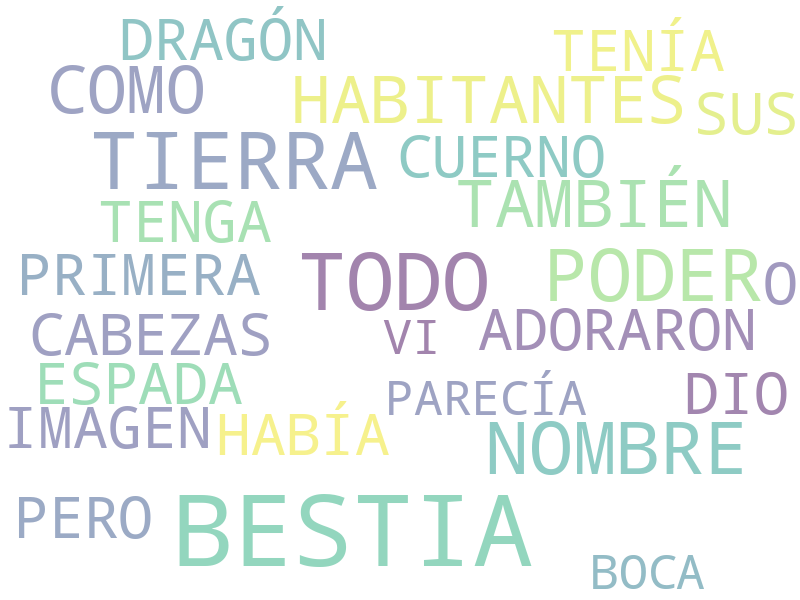 DRAGÓN
TENÍA
COMO
HABITANTES
SUS
TIERRA
CUERNO
TAMBIÉN
TENGA
PRIMERA
TODO
PODER
O
CABEZAS
VI
ADORARON
ESPADA
PARECÍA
DIO
IMAGEN
HABÍA
NOMBRE
PERO
BESTIA
BOCA